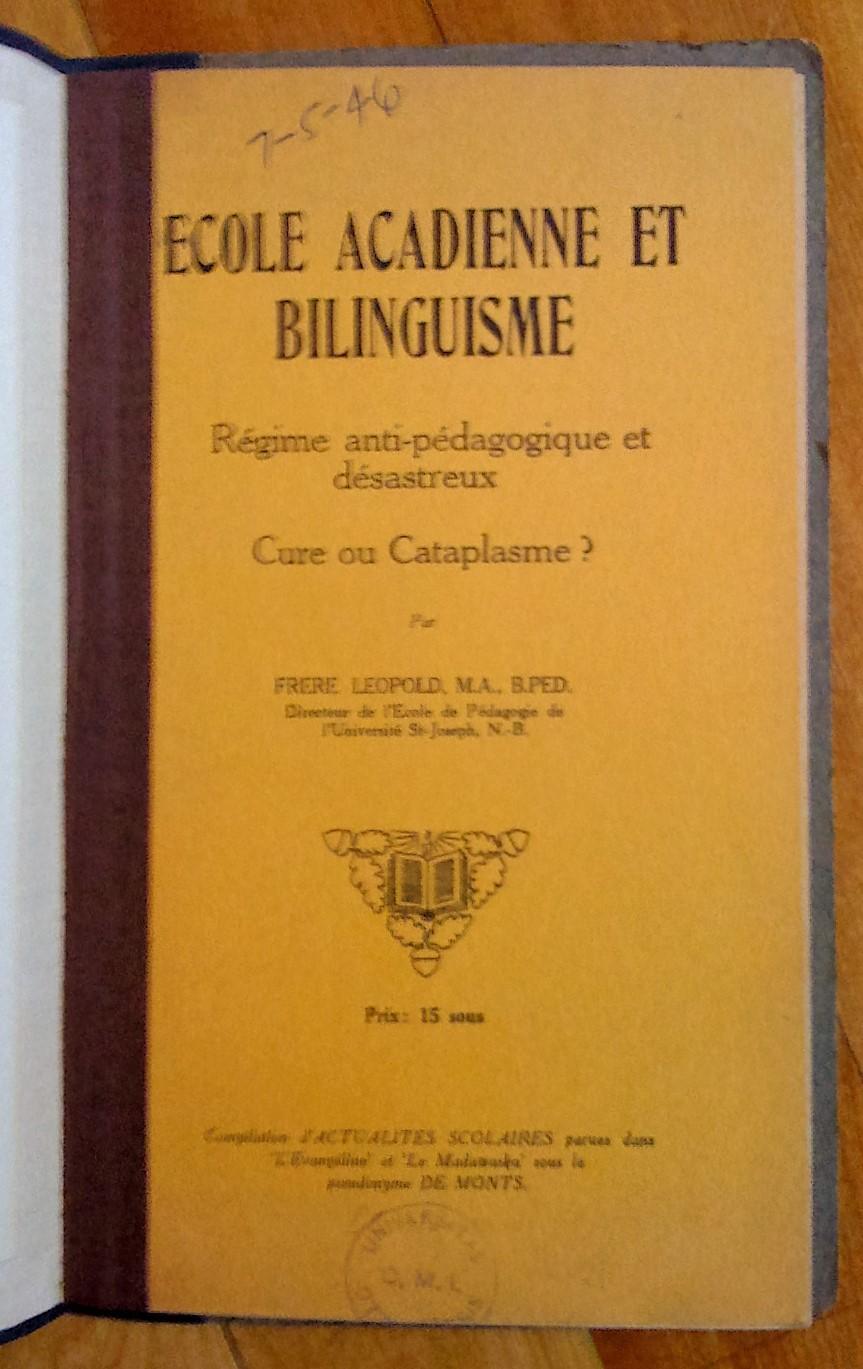 7-5-46
ECOLE ACADIENNE ET
BILINGUISME
Régime anti-pédagogique et
désastreux
Cure ou Cataplasme ?
Par
FRERE LEOPOLD, M.A., B.PED.
Directeur de l'Ecole de Pédagogie de
l'Université St-Joseph, N.-B.
Prix: 15 sous
Compilation d'ACTUALITES SCOLAIRES parues dans
'L'Evangéline' et 'Le Madawaska' sous le
pseudonyme DE MONTS.
O.M.I.